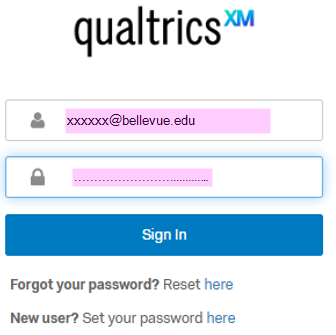 qualtrics XM
xxxxxx@bellevue.edu
Sign In
Forgot your password? Reset here
New user? Set your password here